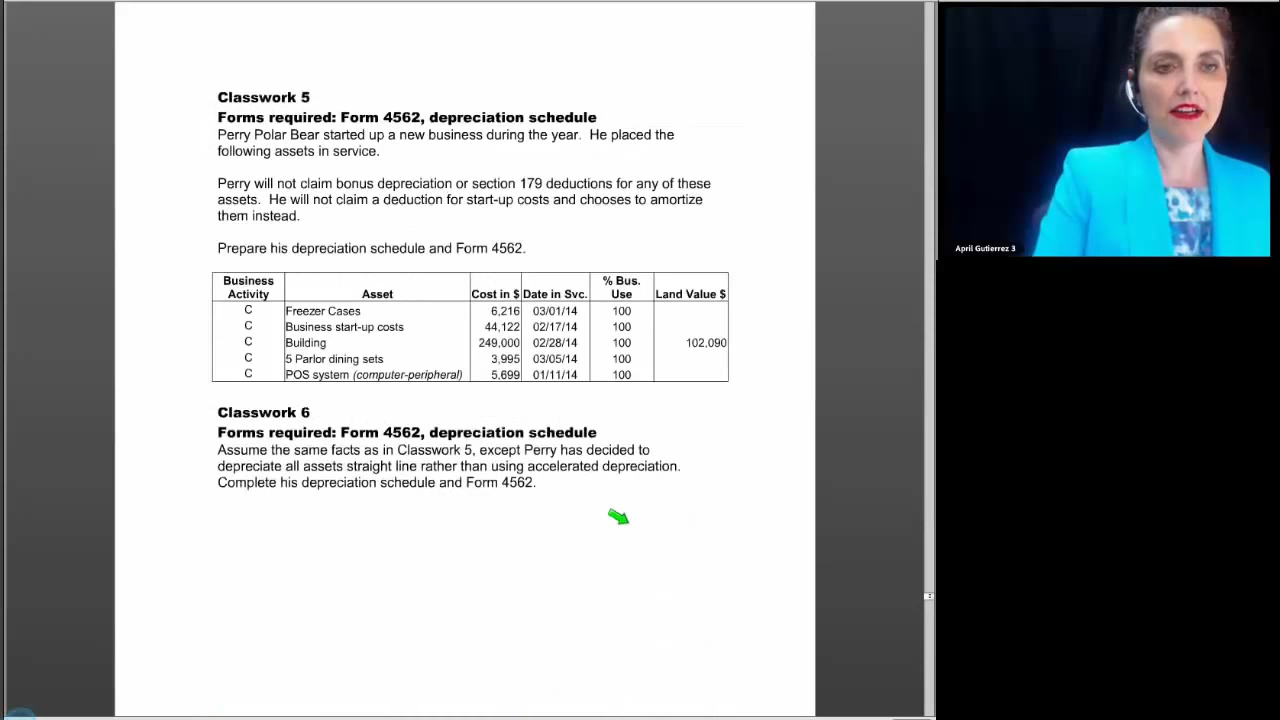 Classwork 5
Forms required: Form 4562, depreciation schedule
Perry Polar Bear started up a new business during the year. He placed the
following assets in service.
Perry will not claim bonus depreciation or section 179 deductions for any of these
assets. He will not claim a deduction for start-up costs and chooses to amortize
them instead.
Prepare his depreciation schedule and Form 4562.
Business Activity Asset Cost in $ Date in Svc. % Bus. Use Land Value $
C Freezer Cases 6,216 03/01/14 100
C Business start-up costs 44,122 02/17/14 100
C Building 249,000 02/28/14 100 102,090
C 5 Parlor dining sets 3,995 03/05/14 100
C POS system (computer-peripheral) 5,699 01/11/14 100
Classwork 6
Forms required: Form 4562, depreciation schedule
Assume the same facts as in Classwork 5, except Perry has decided to
depreciate all assets straight line rather than using accelerated depreciation.
Complete his depreciation schedule and Form 4562.
April Gutierrez 3